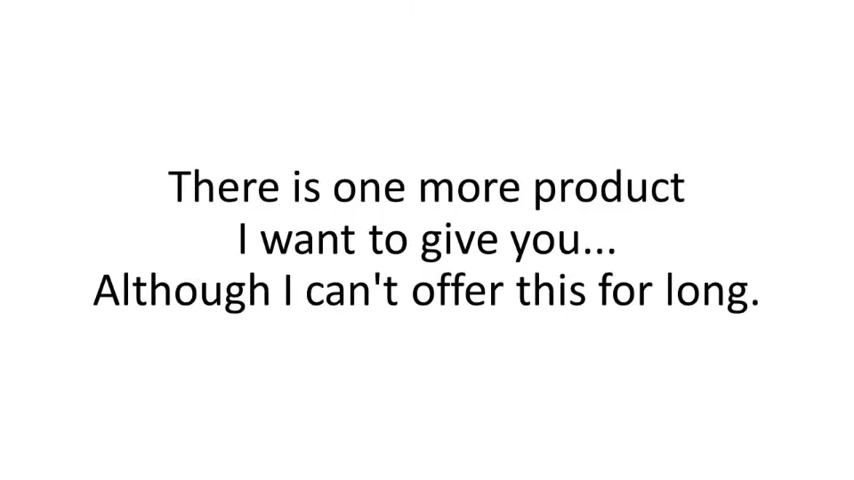 There is one more product
I want to give you...
Although I can't offer this for long.